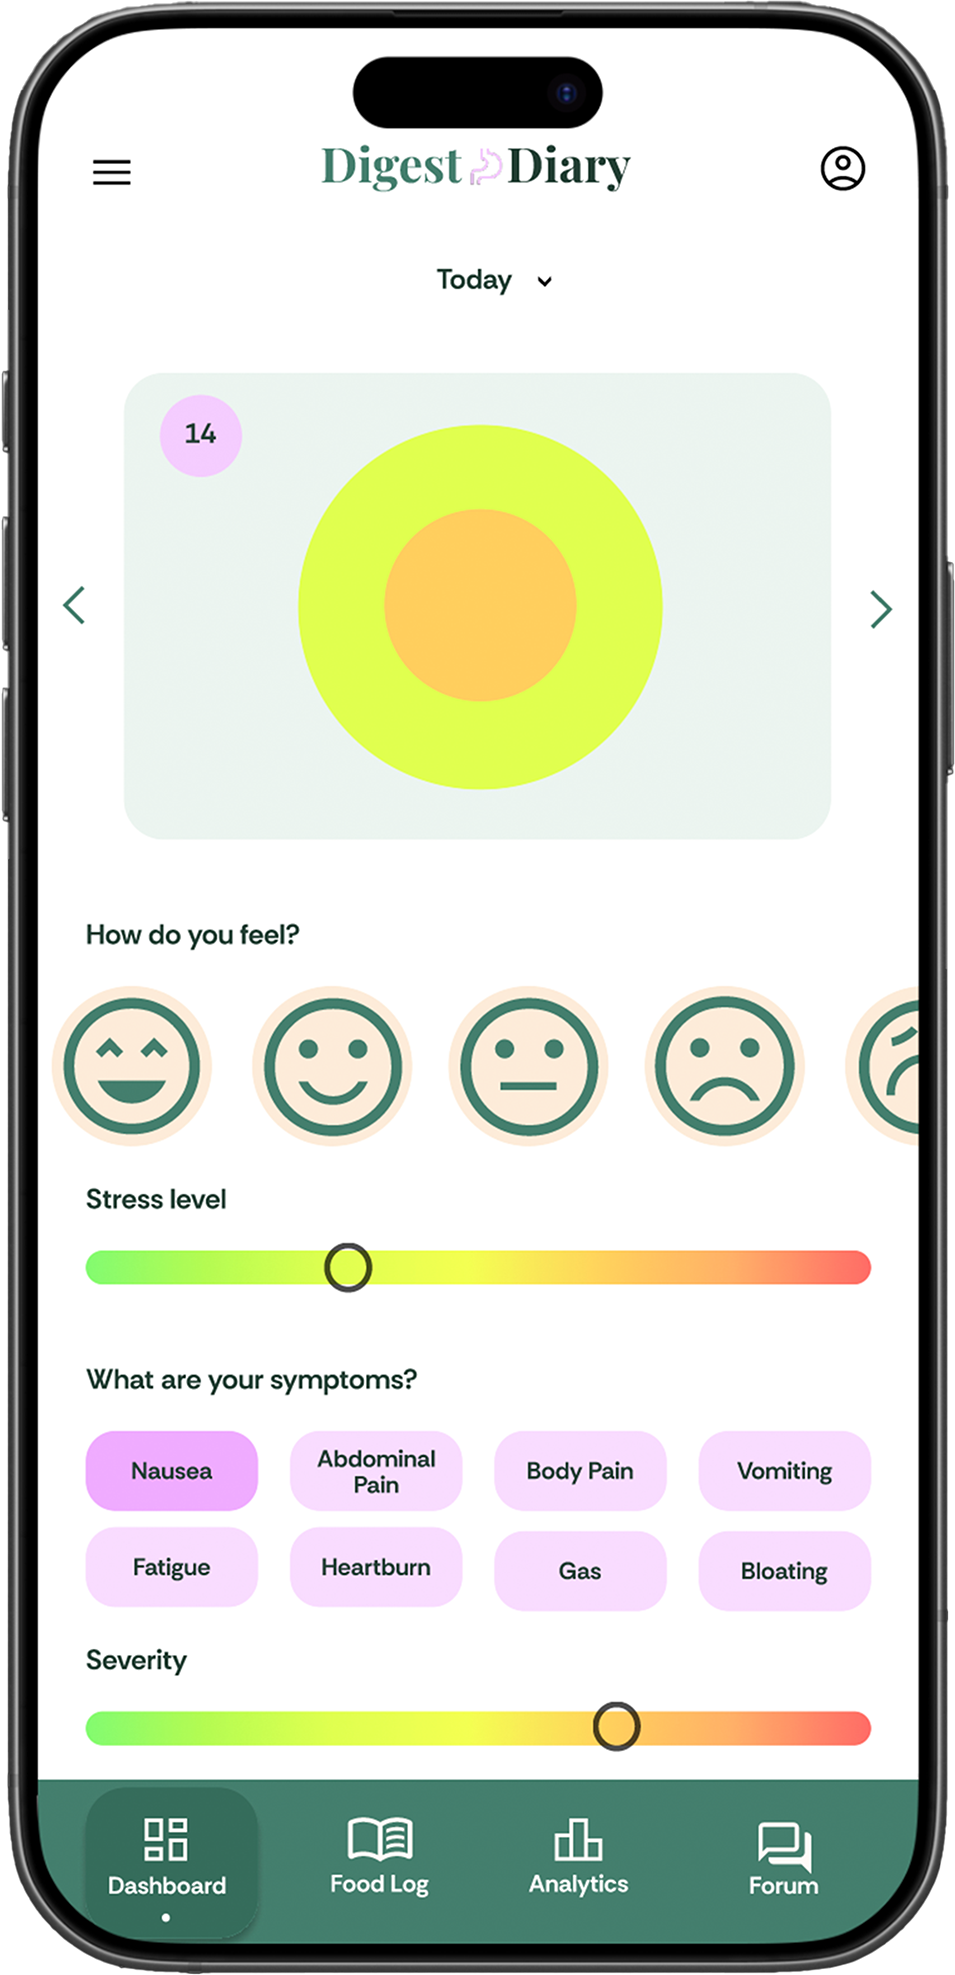 Digest Diary
Today
14
How do you feel?
Stress level
What are your symptoms?
Nausea
Abdominal
Pain
Body Pain
Vomiting
Fatigue
Heartburn
Gas
Bloating
Severity
Dashboard
Food Log
Analytics
Forum